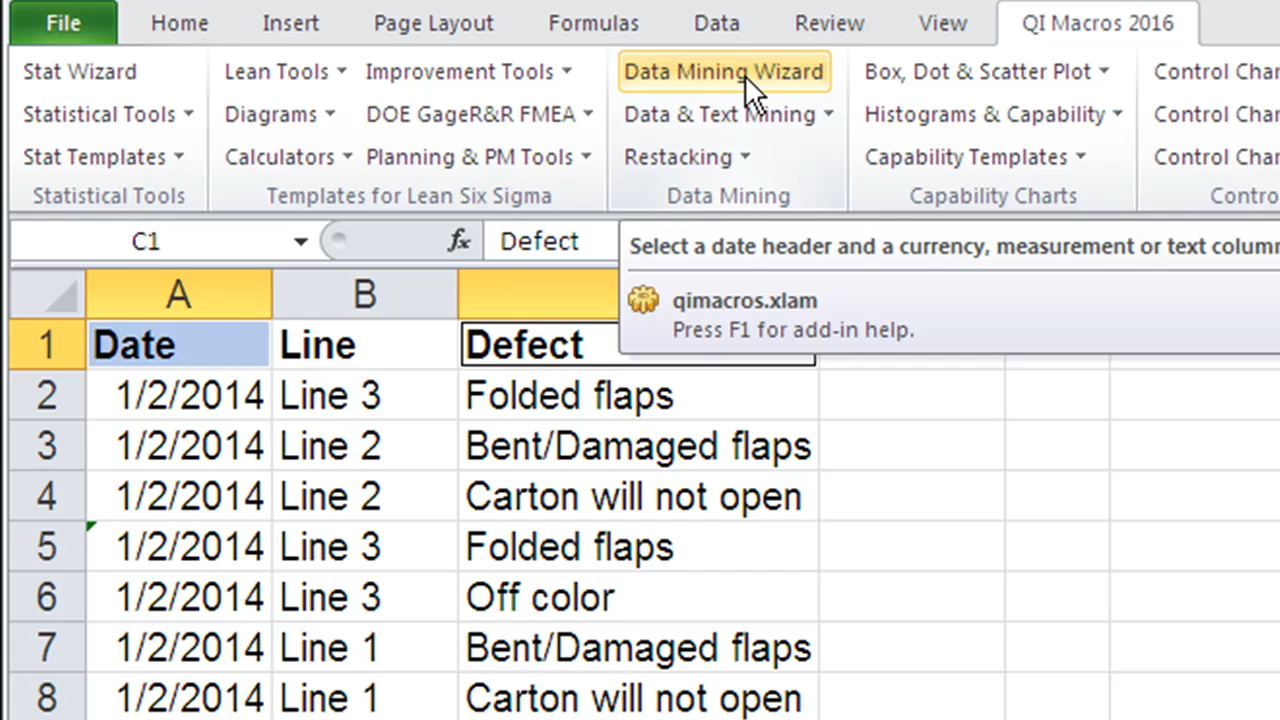 File Home Insert Page Layout Formulas Data Review View QI Macros 2016
Stat Wizard Lean Tools Improvement Tools Data Mining Wizard Box, Dot & Scatter Plot Control Char
Statistical Tools Diagrams DOE GageR&R FMEA Data & Text Mining Histograms & Capability Control Char
Stat Templates Calculators Planning & PM Tools Restacking Capability Templates Control Char
Statistical Tools Templates for Lean Six Sigma Data Mining Capability Charts Contro
C1 fx Defect Select a date header and a currency, measurement or text column
qimacros.xlam
Press F1 for add-in help.
A B
1 Date Line Defect
2 1/2/2014 Line 3 Folded flaps
3 1/2/2014 Line 2 Bent/Damaged flaps
4 1/2/2014 Line 2 Carton will not open
5 1/2/2014 Line 3 Folded flaps
6 1/2/2014 Line 3 Off color
7 1/2/2014 Line 1 Bent/Damaged flaps
8 1/2/2014 Line 1 Carton will not open